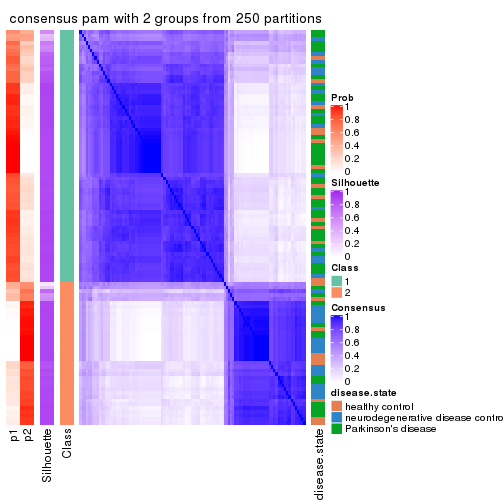 consensus pam with 2 groups from 250 partitions
Prob
1
0.8
0.6
0.4
0.2
0
Silhouette
1
0.8
0.6
0.4
0.2
0
Class
1
2
Consensus
1
0.8
0.6
0.4
0.2
0
disease.state
healthy control
neurodegenerative disease contro
Parkinson's disease
p1
p2
Silhouette
Class
disease.state